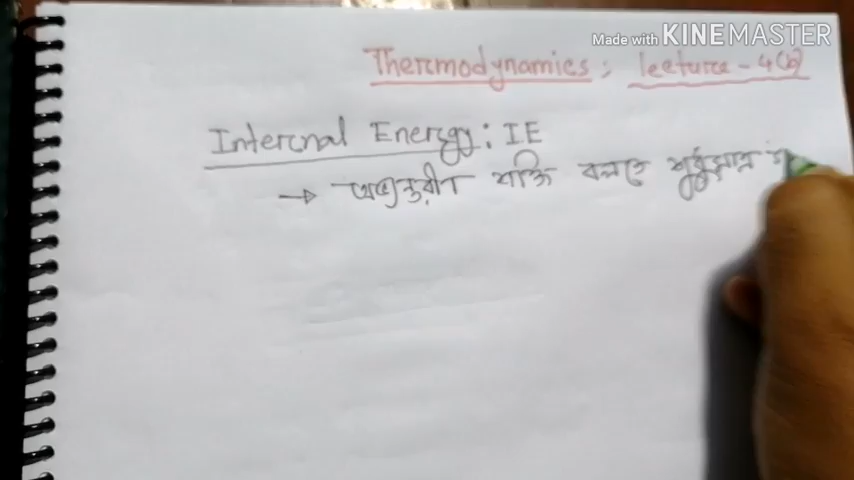 Made with KINEMASTER
Thermodynamics: lecture - 4(b)
Internal Energy: IE
→ অভ্যন্তরীণ শক্তি বলতে শুধুমাত্র